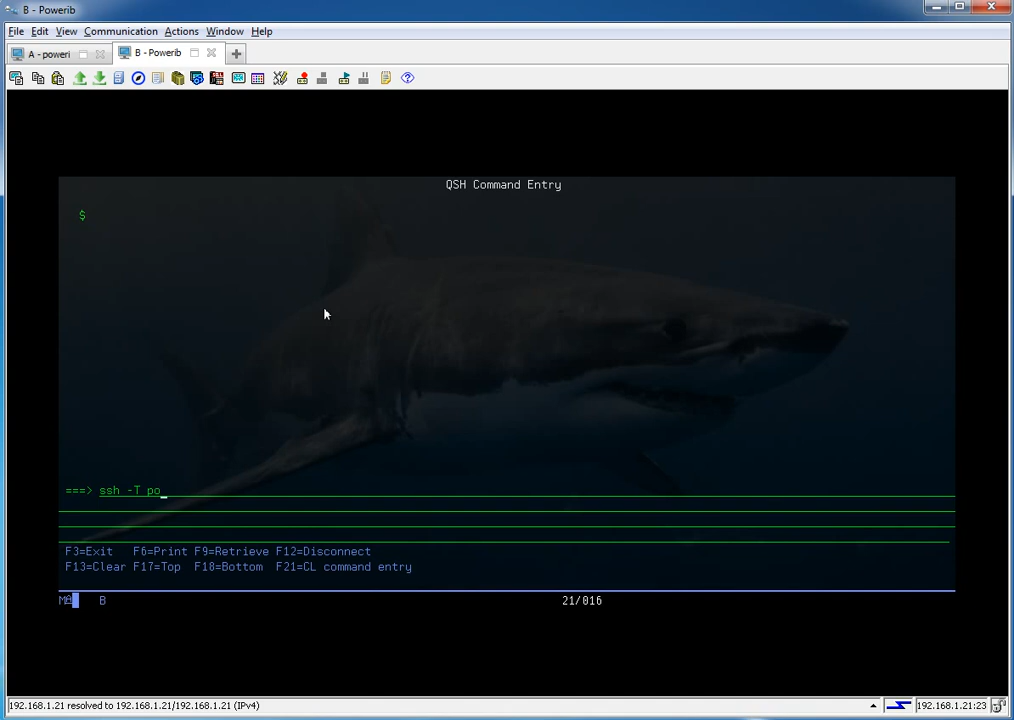 B - Powerib
File Edit View Communication Actions Window Help
A - poweri
B - Powerib
QSH Command Entry
$
===> ssh -T po_
F3=Exit F6=Print F9=Retrieve F12=Disconnect
F13=Clear F17=Top F18=Bottom F21=CL command entry
B 21/016
192.168.1.21 resolved to 192.168.1.21/192.168.1.21 (IPv4)
192.168.1.21:23